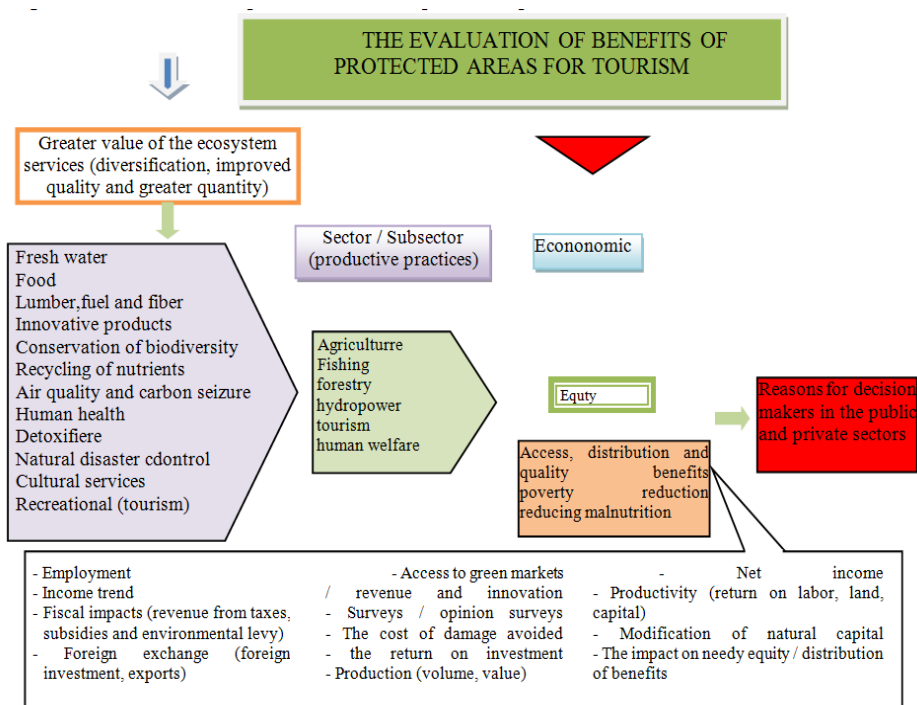 THE EVALUATION OF BENEFITS OF
PROTECTED AREAS FOR TOURISM
Greater value of the ecosystem
services (diversification, improved
quality and greater quantity)
Sector / Subsector
(productive practices)
Econonomic
Fresh water
Food
Lumber,fuel and fiber
Innovative products
Conservation of biodiversity
Recycling of nutrients
Air quality and carbon seizure
Human health
Detoxifiere
Natural disaster cdontrol
Cultural services
Recreational (tourism)
Agriculturre
Fishing
forestry
hydropower
tourism
human welfare
Equty
Access, distribution and
quality benefits
poverty reduction
reducing malnutrition
Reasons for decision
makers in the public
and private sectors
- Employment
- Income trend
- Fiscal impacts (revenue from taxes,
subsidies and environmental levy)
- Foreign exchange (foreign
investment, exports)
- Access to green markets
/ revenue and innovation
- Surveys / opinion surveys
- The cost of damage avoided
- the return on investment
- Production (volume, value)
- Net income
- Productivity (return on labor, land,
capital)
- Modification of natural capital
- The impact on needy equity / distribution
of benefits